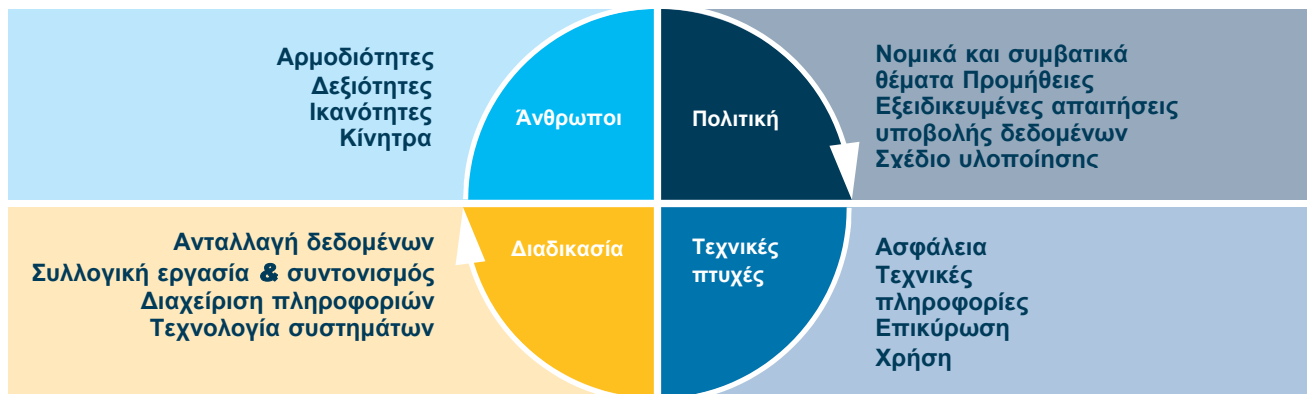 Αρμοδιότητες
Δεξιότητες
Ικανότητες
Κίνητρα
Άνθρωποι
Πολιτική
Νομικά και συμβατικά
θέματα Προμήθειες
Εξειδικευμένες απαιτήσεις
υποβολής δεδομένων
Σχέδιο υλοποίησης
Ανταλλαγή δεδομένων
Συλλογική εργασία & συντονισμός
Διαχείριση πληροφοριών
Τεχνολογία συστημάτων
Διαδικασία
Τεχνικές
πτυχές
Ασφάλεια
Τεχνικές
πληροφορίες
Επικύρωση
Χρήση